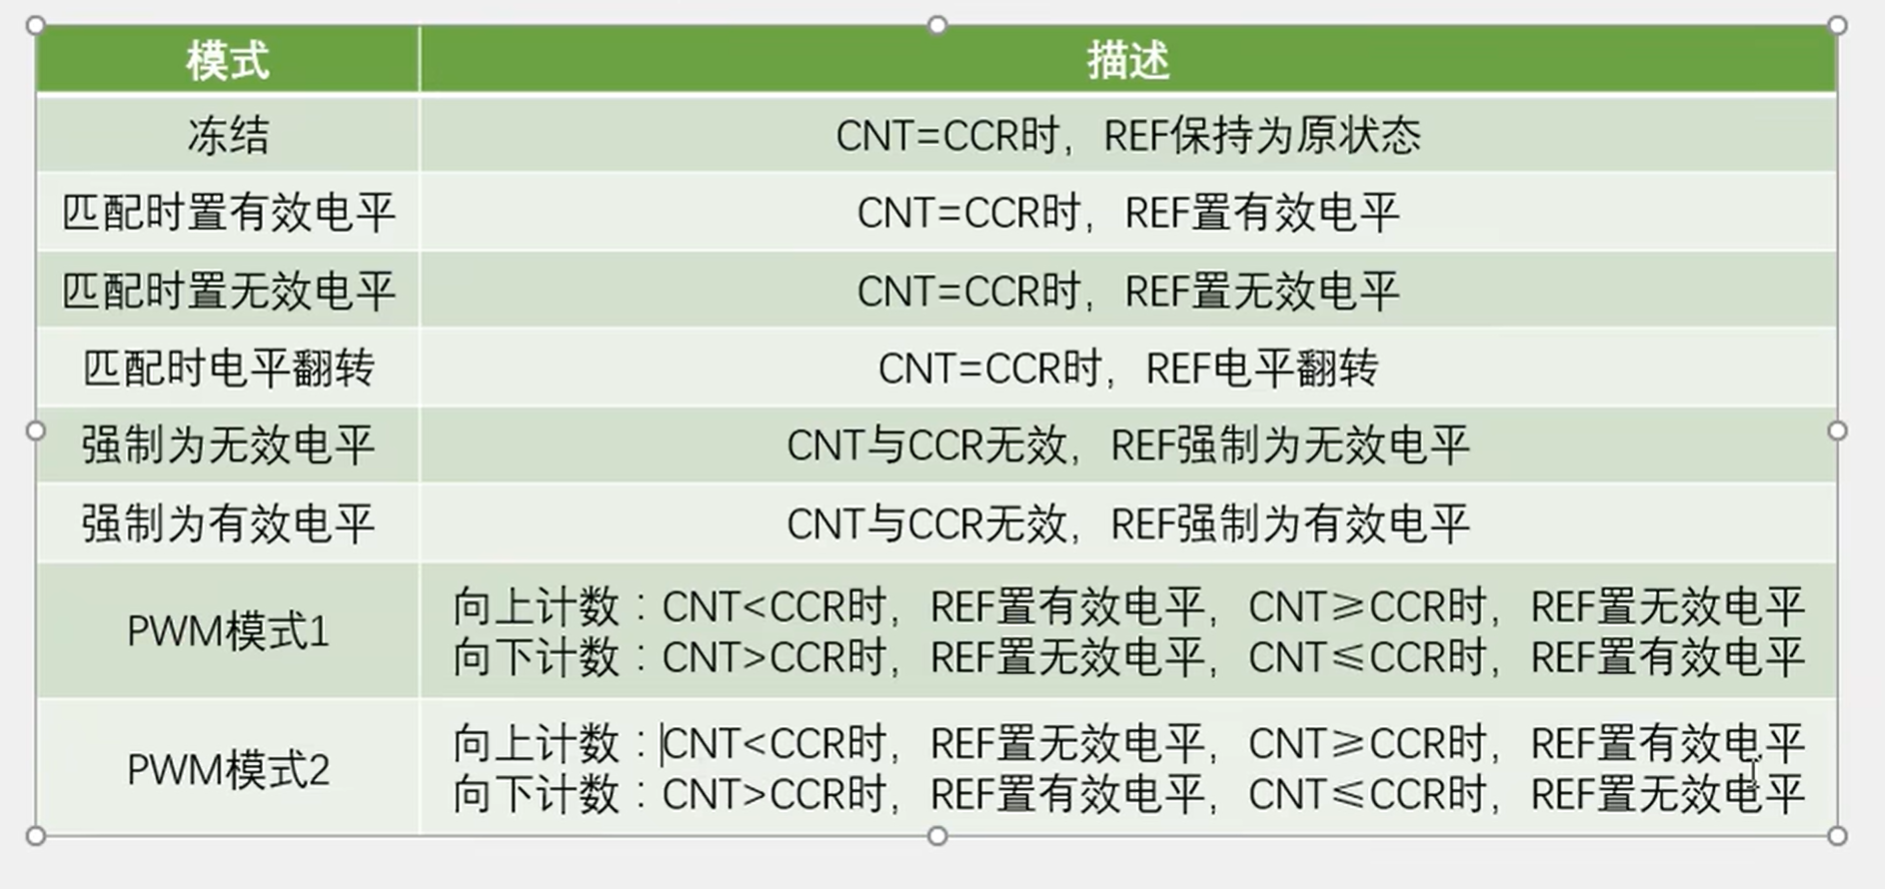 模式 描述
冻结 CNT=CCR时，REF保持为原状态
匹配时置有效电平 CNT=CCR时，REF置有效电平
匹配时置无效电平 CNT=CCR时，REF置无效电平
匹配时电平翻转 CNT=CCR时，REF电平翻转
强制为无效电平 CNT与CCR无效，REF强制为无效电平
强制为有效电平 CNT与CCR无效，REF强制为有效电平
PWM模式1
向上计数：CNT<CCR时，REF置有效电平，CNT≥CCR时，REF置无效电平
向下计数：CNT>CCR时，REF置无效电平，CNT≤CCR时，REF置有效电平
PWM模式2
向上计数：CNT<CCR时，REF置无效电平，CNT≥CCR时，REF置有效电平
向下计数：CNT>CCR时，REF置有效电平，CNT≤CCR时，REF置无效电平